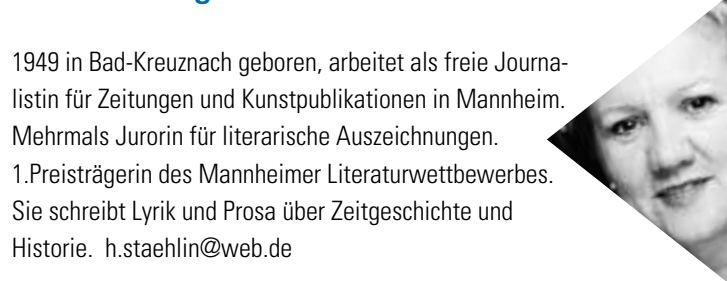 1949 in Bad-Kreuznach geboren, arbeitet als freie Journa-
listin für Zeitungen und Kunstpublikationen in Mannheim.
Mehrmals Jurorin für literarische Auszeichnungen.
1.Preisträgerin des Mannheimer Literaturwettbewerbes.
Sie schreibt Lyrik und Prosa über Zeitgeschichte und
Historie.  h.staehlin@web.de